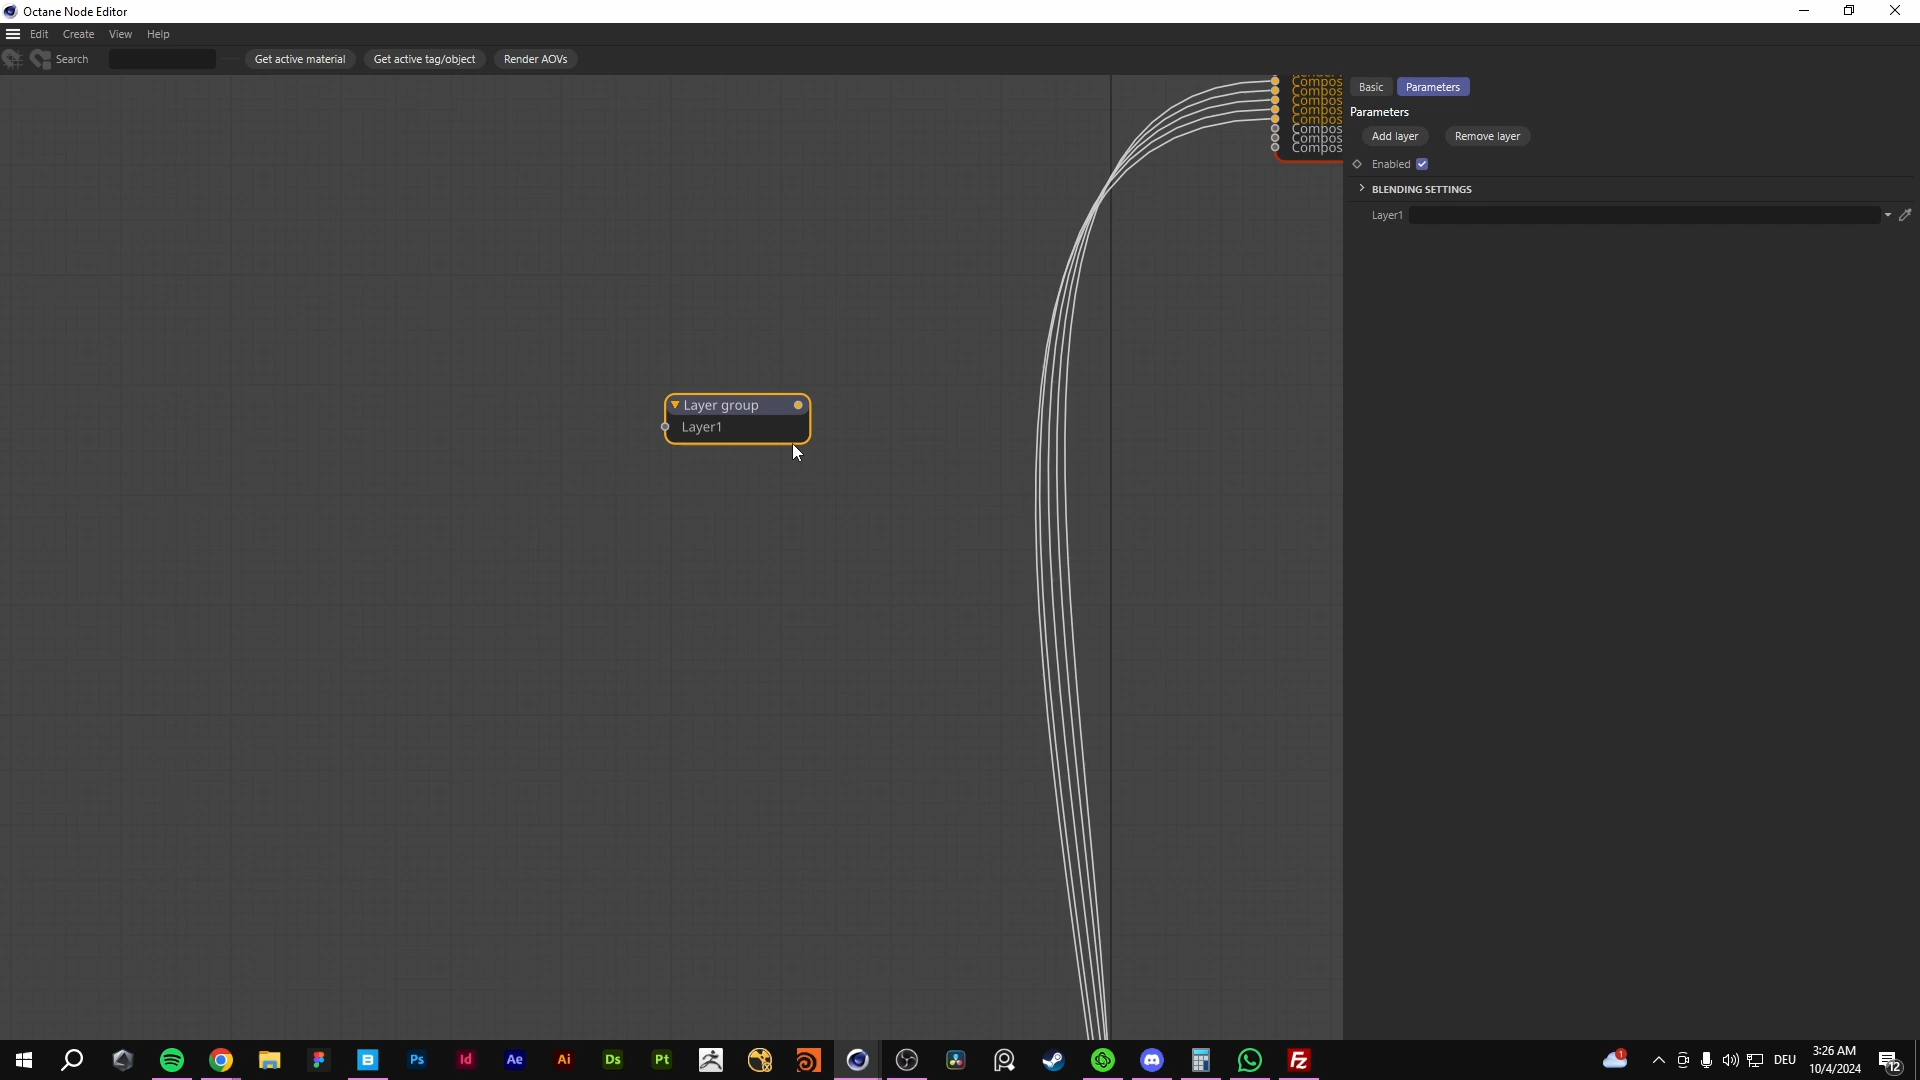 Octane Node Editor
Edit Create View Help
Search Get active material Get active tag/object Render AOVs
Compos
Compos
Compos
Compos
Compos
Compos
Compos
Compos
Basic Parameters
Parameters
Add layer Remove layer
Enabled
BLENDING SETTINGS
Layer1
Layer group
Layer1
Ps Id Ae Ai Ds Pt
1 DEU 3:26 AM
10/4/2024 12